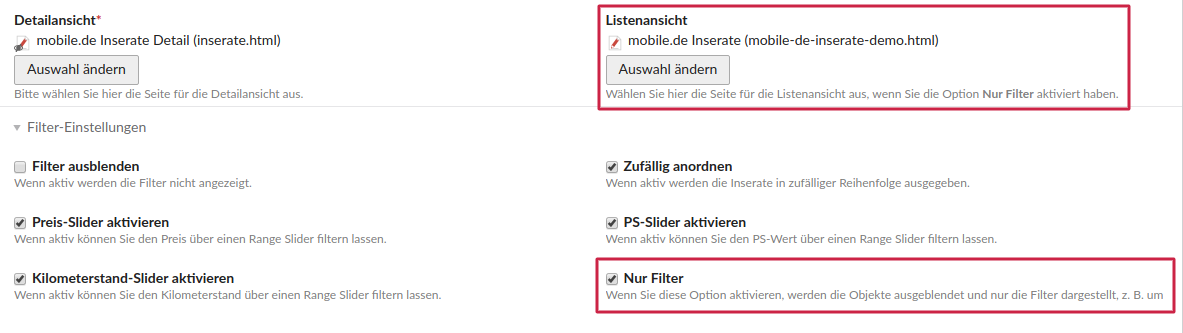 Detailansicht*
mobile.de Inserate Detail (inserate.html)
Auswahl ändern
Bitte wählen Sie hier die Seite für die Detailansicht aus.
Listenansicht
mobile.de Inserate (mobile-de-inserate-demo.html)
Auswahl ändern
Wählen Sie hier die Seite für die Listenansicht aus, wenn Sie die Option Nur Filter aktiviert haben.
Filter-Einstellungen
Filter ausblenden
Wenn aktiv werden die Filter nicht angezeigt.
Zufällig anordnen
Wenn aktiv werden die Inserate in zufälliger Reihenfolge ausgegeben.
Preis-Slider aktivieren
Wenn aktiv können Sie den Preis über einen Range Slider filtern lassen.
PS-Slider aktivieren
Wenn aktiv können Sie den PS-Wert über einen Range Slider filtern lassen.
Kilometerstand-Slider aktivieren
Wenn aktiv können Sie den Kilometerstand über einen Range Slider filtern lassen.
Nur Filter
Wenn Sie diese Option aktivieren, werden die Objekte ausgeblendet und nur die Filter dargestellt, z. B. um